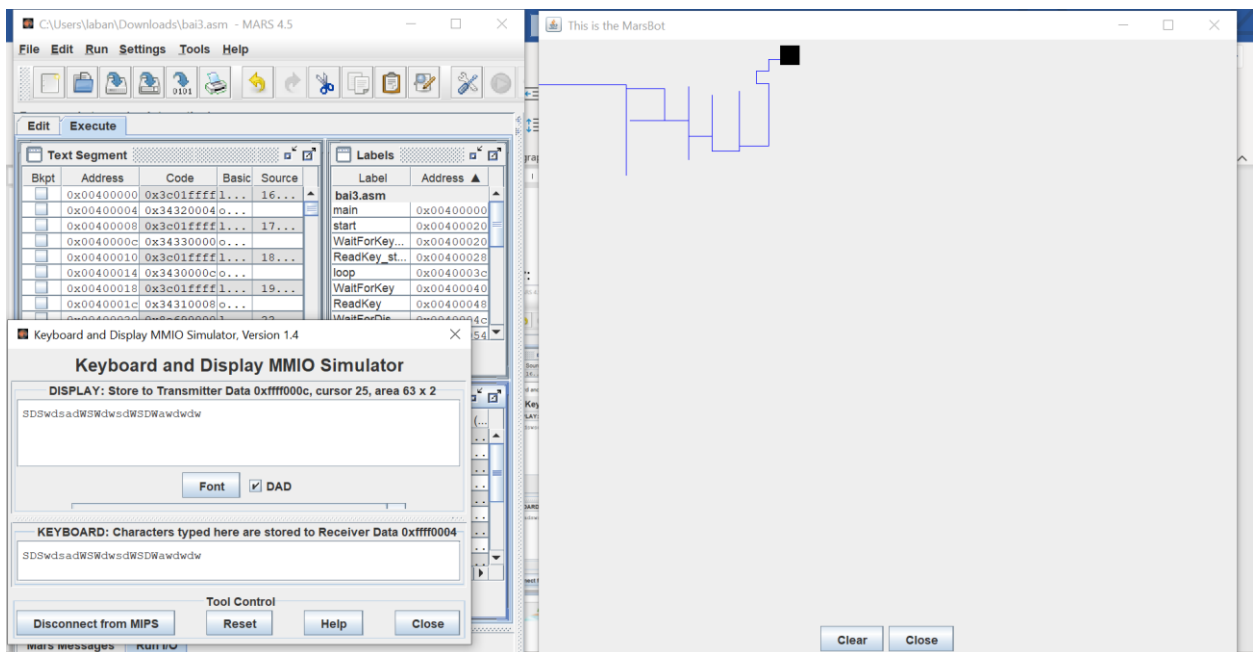 C:\Users\laban\Downloads\bai3.asm - MARS 4.5
File Edit Run Settings Tools Help
Edit Execute
Text Segment
Bkpt Address Code Basic Source
0x00400000 0x3c01ffff l... 16...
0x00400004 0x34320004 o...
0x00400008 0x3c01ffff l... 17...
0x0040000c 0x34330000 o...
0x00400010 0x3c01ffff l... 18...
0x00400014 0x3430000c o...
0x00400018 0x3c01ffff l... 19...
0x0040001c 0x34310008 o...
Labels
Label Address ▲
bai3.asm
main 0x00400000
start 0x00400020
WaitForKey... 0x00400020
ReadKey_st... 0x00400028
loop 0x0040003c
WaitForKey 0x00400040
ReadKey 0x00400048
Keyboard and Display MMIO Simulator, Version 1.4
Keyboard and Display MMIO Simulator
DISPLAY: Store to Transmitter Data 0xffff000c, cursor 25, area 63 x 2
SDSwdsadWSWdwsdWSDWawdwdw
Font DAD
KEYBOARD: Characters typed here are stored to Receiver Data 0xffff0004
SDSwdsadWSWdwsdWSDWawdwdw
Tool Control
Disconnect from MIPS Reset Help Close
Mars Messages Run I/O
This is the MarsBot
Clear Close